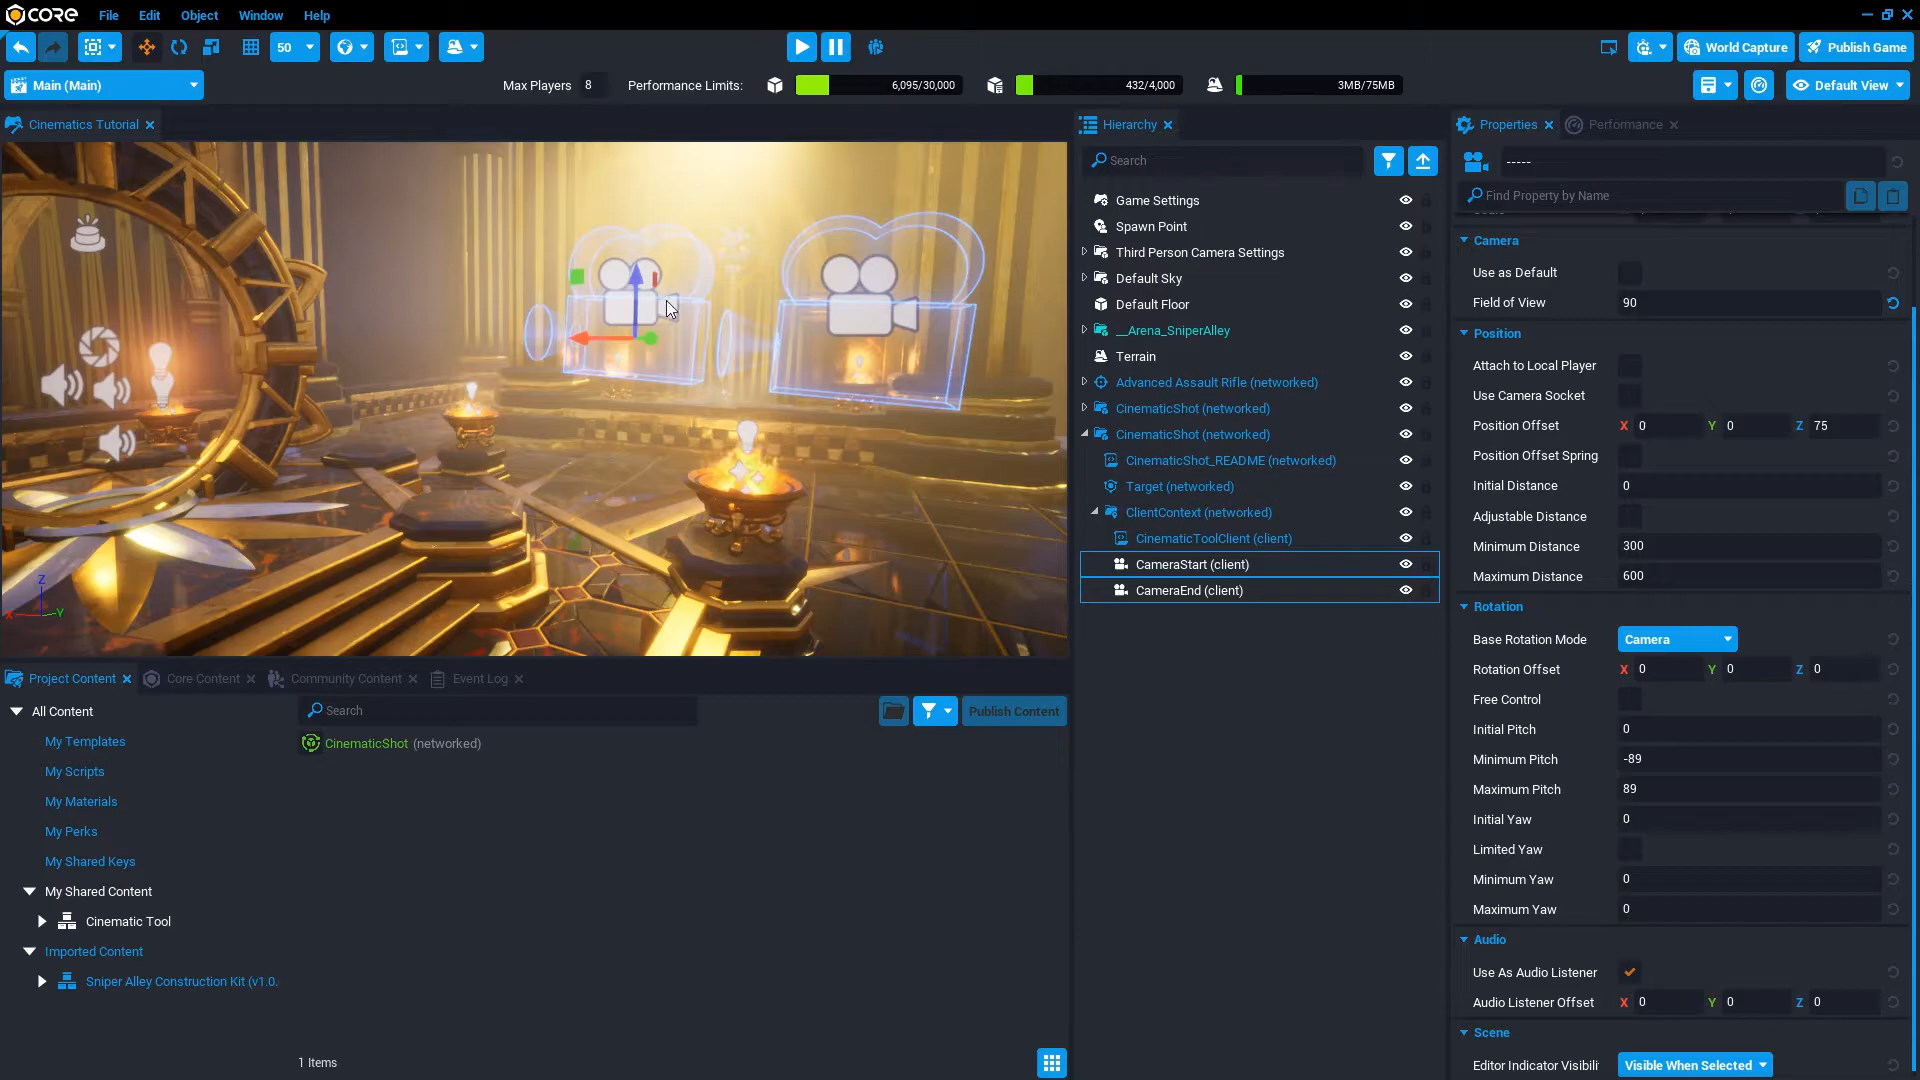 CORE File Edit Object Window Help
50 World Capture Publish Game
Main (Main) Max Players 8 Performance Limits: 6,095/30,000 432/4,000 3MB/75MB Default View
Cinematics Tutorial
Z
X Y
Hierarchy
Search
Game Settings
Spawn Point
Third Person Camera Settings
Default Sky
Default Floor
__Arena_SniperAlley
Terrain
Advanced Assault Rifle (networked)
CinematicShot (networked)
CinematicShot (networked)
CinematicShot_README (networked)
Target (networked)
ClientContext (networked)
CinematicToolClient (client)
CameraStart (client)
CameraEnd (client)
Properties Performance
-----
Find Property by Name
Camera
Use as Default
Field of View 90
Position
Attach to Local Player
Use Camera Socket
Position Offset X 0 Y 0 Z 75
Position Offset Spring
Initial Distance 0
Adjustable Distance
Minimum Distance 300
Maximum Distance 600
Rotation
Base Rotation Mode Camera
Rotation Offset X 0 Y 0 Z 0
Free Control
Initial Pitch 0
Minimum Pitch -89
Maximum Pitch 89
Initial Yaw 0
Limited Yaw
Minimum Yaw 0
Maximum Yaw 0
Audio
Use As Audio Listener
Audio Listener Offset X 0 Y 0 Z 0
Scene
Editor Indicator Visibili Visible When Selected
Project Content Core Content Community Content Event Log
All Content
My Templates
My Scripts
My Materials
My Perks
My Shared Keys
My Shared Content
Cinematic Tool
Imported Content
Sniper Alley Construction Kit (v1.0.
Search Publish Content
CinematicShot (networked)
1 Items